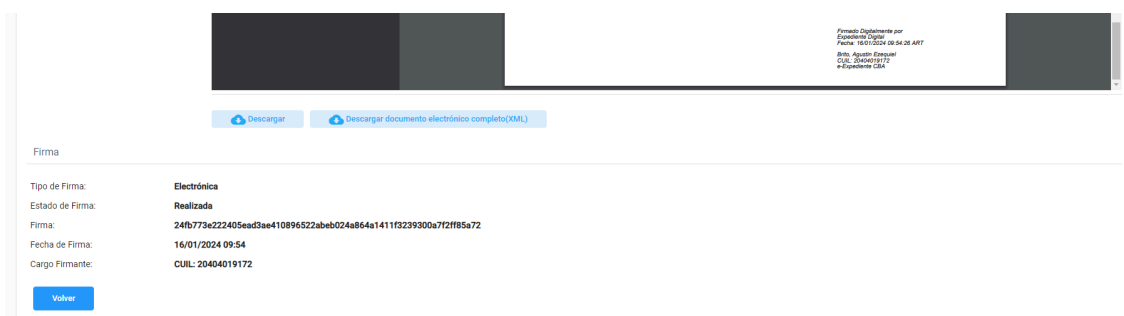 Firmado Digitalmente por
Expediente Digital
Fecha: 16/01/2024 09:54:26 ART
Brito, Agustin Ezequiel
CUIL: 20404019172
e-Expediente CBA
Descargar
Descargar documento electrónico completo(XML)
Firma
Tipo de Firma: Electrónica
Estado de Firma: Realizada
Firma: 24fb773e222405ead3ae410896522abeb024a864a1411f3239300a7f2ff85a72
Fecha de Firma: 16/01/2024 09:54
Cargo Firmante: CUIL: 20404019172
Volver